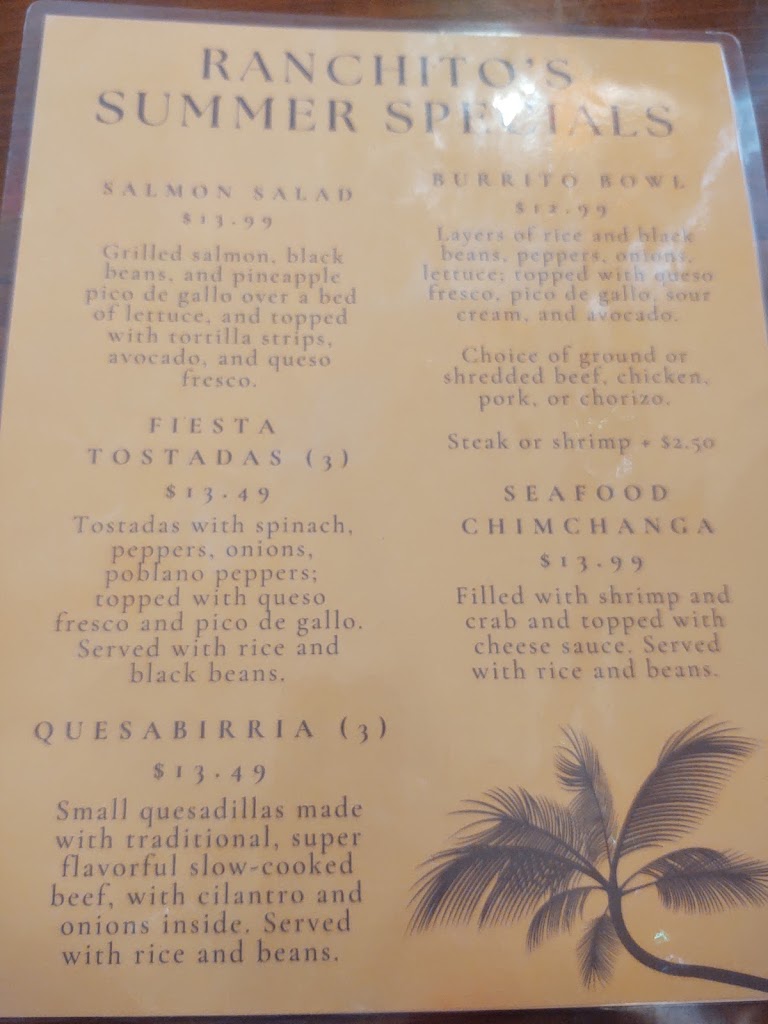 RANCHITO'S
SUMMER SPECIALS
SALMON SALAD
$13.99
Grilled salmon, black
beans, and pineapple
pico de gallo over a bed
of lettuce, and topped
with tortilla strips,
avocado, and queso
fresco.
FIESTA
TOSTADAS (3)
$13.49
Tostadas with spinach,
peppers, onions,
poblano peppers;
topped with queso
fresco and pico de gallo.
Served with rice and
black beans.
QUESABIRRIA (3)
$13.49
Small quesadillas made
with traditional, super
flavorful slow-cooked
beef, with cilantro and
onions inside. Served
with rice and beans.
BURRITO BOWL
$12.99
Layers of rice and black
beans, peppers, onions,
lettuce; topped with queso
fresco, pico de gallo, sour
cream, and avocado.
Choice of ground or
shredded beef, chicken,
pork, or chorizo.
Steak or shrimp + $2.50
SEAFOOD
CHIMCHANGA
$13.99
Filled with shrimp and
crab and topped with
cheese sauce. Served
with rice and beans.